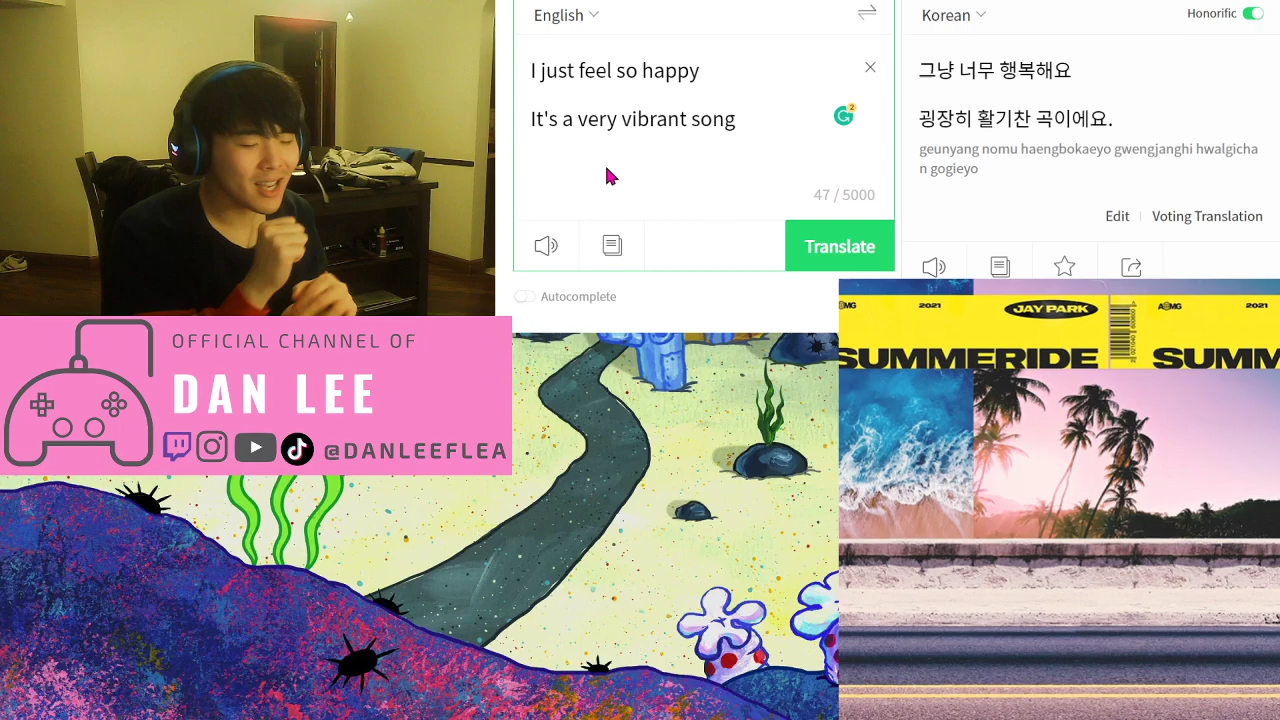 English
I just feel so happy
It's a very vibrant song
2
47 / 5000
Translate
Autocomplete
Korean
Honorific
그냥 너무 행복해요
굉장히 활기찬 곡이에요.
geunyang nomu haengbokaeyo gwengjanghi hwalgicha
n gogieyo
Edit
Voting Translation
OFFICIAL CHANNEL OF
DAN LEE
@DANLEEFLEA
2021
JAY PARK
2021
SUMMERIDE
SUMM